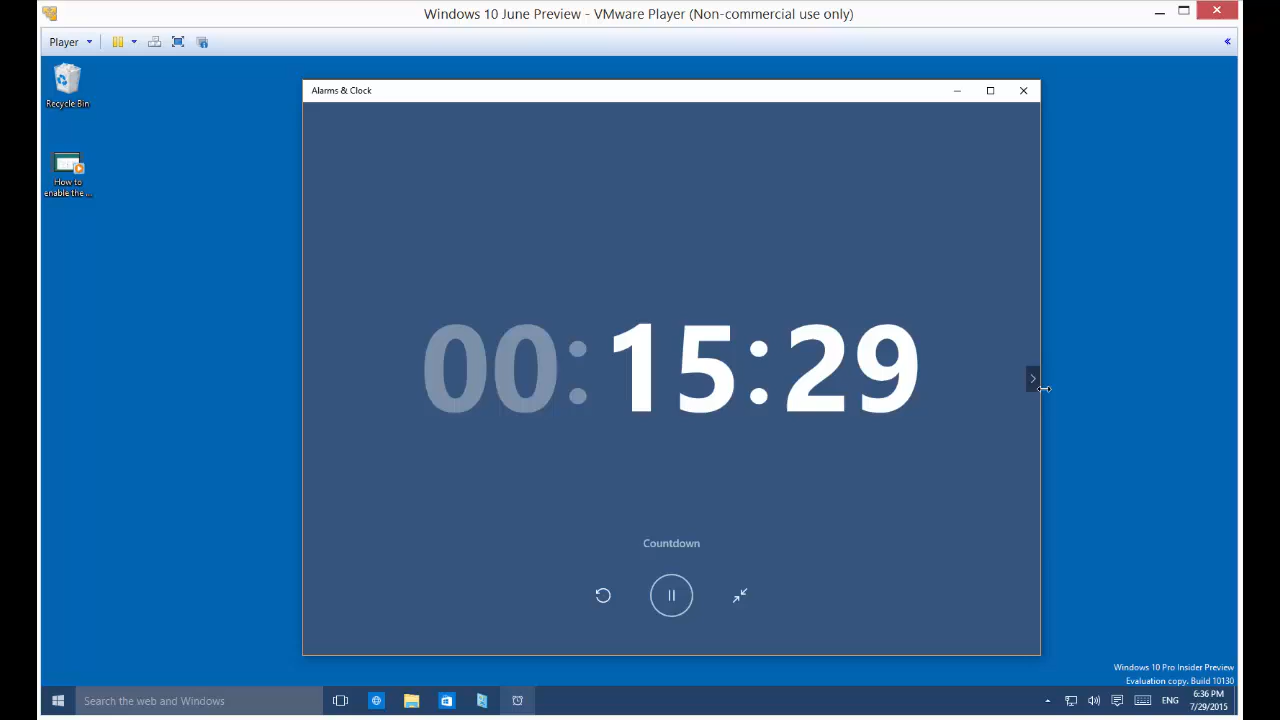 Windows 10 June Preview - VMware Player (Non-commercial use only)
Player
Recycle Bin
How to
enable the ...
Alarms & Clock
00:15:29
Countdown
Windows 10 Pro Insider Preview
Evaluation copy. Build 10130
Search the web and Windows
ENG
6:36 PM
7/29/2015